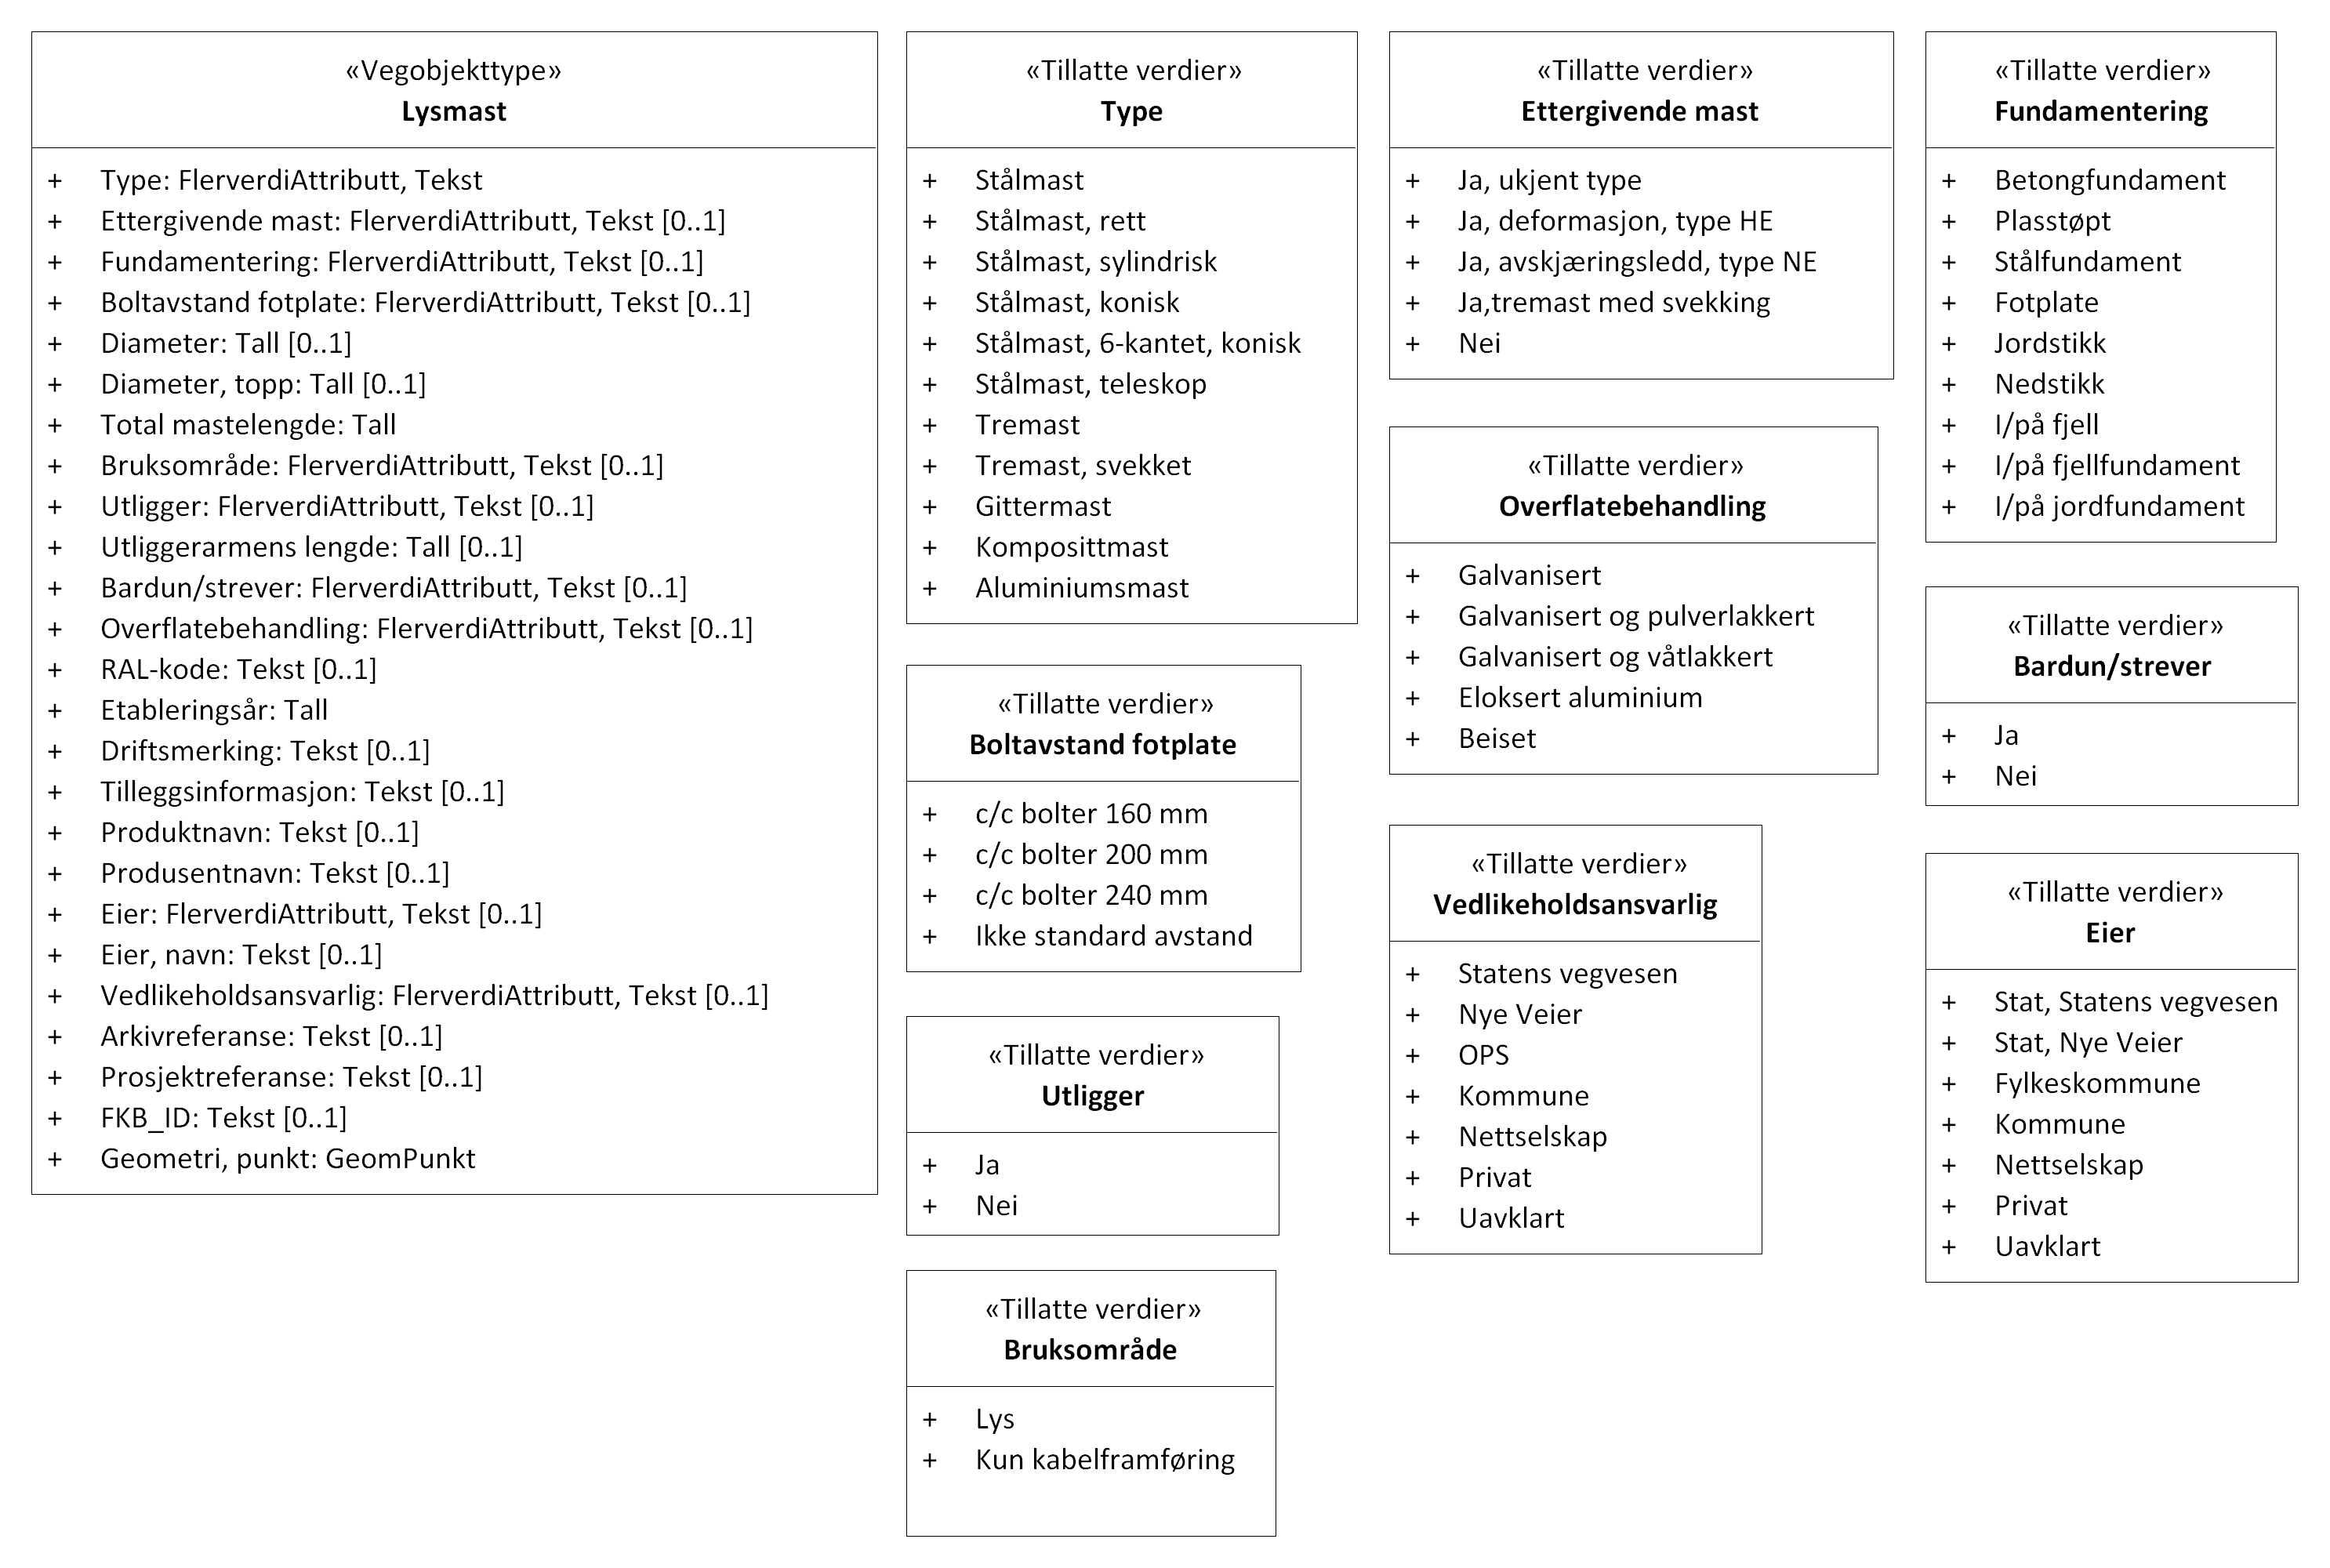 «Vegobjekttype»
Lysmast
+ Type: FlerverdiAttributt, Tekst
+ Ettergivende mast: FlerverdiAttributt, Tekst [0..1]
+ Fundamentering: FlerverdiAttributt, Tekst [0..1]
+ Boltavstand fotplate: FlerverdiAttributt, Tekst [0..1]
+ Diameter: Tall [0..1]
+ Diameter, topp: Tall [0..1]
+ Total mastelengde: Tall
+ Bruksområde: FlerverdiAttributt, Tekst [0..1]
+ Utligger: FlerverdiAttributt, Tekst [0..1]
+ Utliggerarmens lengde: Tall [0..1]
+ Bardun/strever: FlerverdiAttributt, Tekst [0..1]
+ Overflatebehandling: FlerverdiAttributt, Tekst [0..1]
+ RAL-kode: Tekst [0..1]
+ Etableringsår: Tall
+ Driftsmerking: Tekst [0..1]
+ Tilleggsinformasjon: Tekst [0..1]
+ Produktnavn: Tekst [0..1]
+ Produsentnavn: Tekst [0..1]
+ Eier: FlerverdiAttributt, Tekst [0..1]
+ Eier, navn: Tekst [0..1]
+ Vedlikeholdsansvarlig: FlerverdiAttributt, Tekst [0..1]
+ Arkivreferanse: Tekst [0..1]
+ Prosjektreferanse: Tekst [0..1]
+ FKB_ID: Tekst [0..1]
+ Geometri, punkt: GeomPunkt
«Tillatte verdier»
Type
+ Stålmast
+ Stålmast, rett
+ Stålmast, sylindrisk
+ Stålmast, konisk
+ Stålmast, 6-kantet, konisk
+ Stålmast, teleskop
+ Tremast
+ Tremast, svekket
+ Gittermast
+ Komposittmast
+ Aluminiumsmast
«Tillatte verdier»
Boltavstand fotplate
+ c/c bolter 160 mm
+ c/c bolter 200 mm
+ c/c bolter 240 mm
+ Ikke standard avstand
«Tillatte verdier»
Utligger
+ Ja
+ Nei
«Tillatte verdier»
Bruksområde
+ Lys
+ Kun kabelframføring
«Tillatte verdier»
Ettergivende mast
+ Ja, ukjent type
+ Ja, deformasjon, type HE
+ Ja, avskjæringsledd, type NE
+ Ja,tremast med svekking
+ Nei
«Tillatte verdier»
Overflatebehandling
+ Galvanisert
+ Galvanisert og pulverlakkert
+ Galvanisert og våtlakkert
+ Eloksert aluminium
+ Beiset
«Tillatte verdier»
Vedlikeholdsansvarlig
+ Statens vegvesen
+ Nye Veier
+ OPS
+ Kommune
+ Nettselskap
+ Privat
+ Uavklart
«Tillatte verdier»
Fundamentering
+ Betongfundament
+ Plasstøpt
+ Stålfundament
+ Fotplate
+ Jordstikk
+ Nedstikk
+ I/på fjell
+ I/på fjellfundament
+ I/på jordfundament
«Tillatte verdier»
Bardun/strever
+ Ja
+ Nei
«Tillatte verdier»
Eier
+ Stat, Statens vegvesen
+ Stat, Nye Veier
+ Fylkeskommune
+ Kommune
+ Nettselskap
+ Privat
+ Uavklart